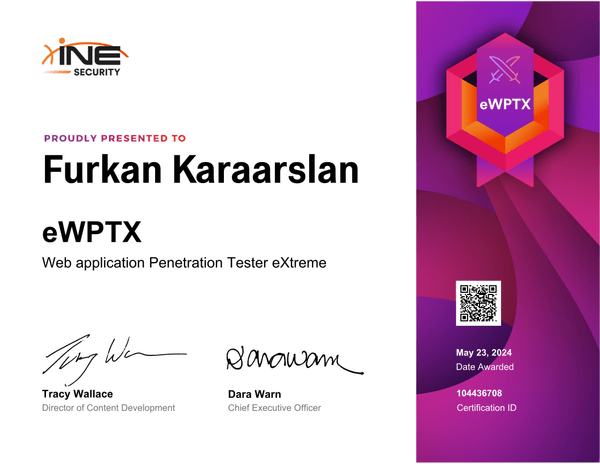 iNE
SECURITY
eWPTX
PROUDLY PRESENTED TO
Furkan Karaarslan
eWPTX
Web application Penetration Tester eXtreme
Tracy Wallace
Director of Content Development
Dara Warn
Chief Executive Officer
May 23, 2024
Date Awarded
104436708
Certification ID